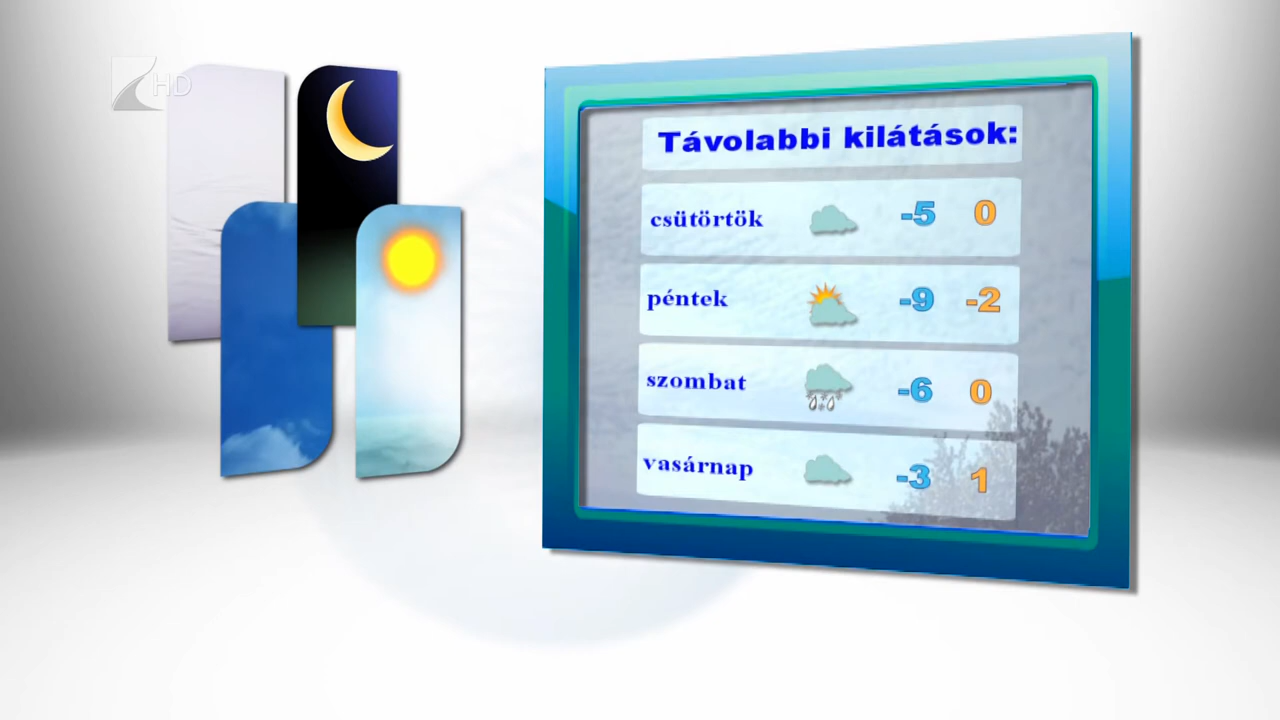 HD
Távolabbi kilátások:
csütörtök -5 0
péntek -9 -2
szombat -6 0
vasárnap -3 1